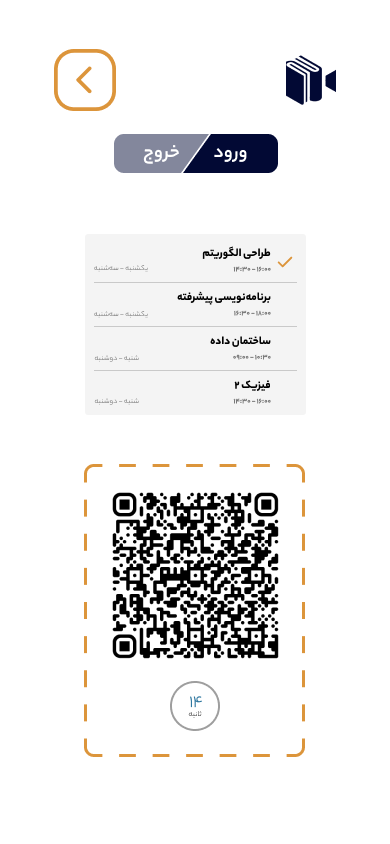 ورود
خروج
طراحی الگوریتم
۱۴:۳۰ – ۱۶:۰۰
یکشنبه – سه‌شنبه
برنامه‌نویسی پیشرفته
۱۶:۳۰ – ۱۸:۰۰
یکشنبه – سه‌شنبه
ساختمان داده
۰۹:۰۰ – ۱۰:۳۰
شنبه – دوشنبه
فیزیک ۲
۱۴:۳۰ – ۱۶:۰۰
شنبه – دوشنبه
۱۴
ثانیه